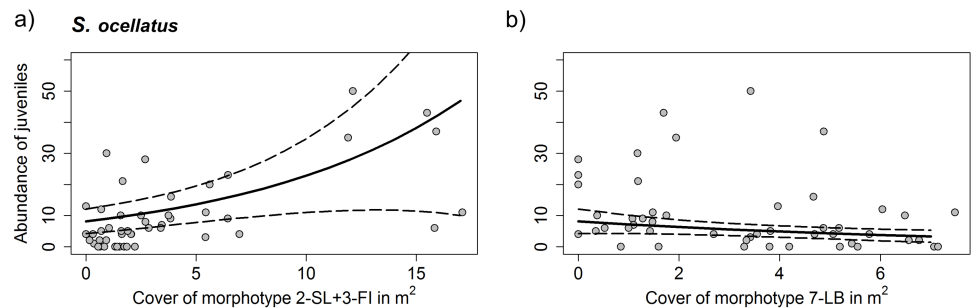 a)
S. ocellatus
b)
Abundance of juveniles
50
30
10
0
0
5
10
15
Cover of morphotype 2-SL+3-FI in m²
50
30
10
0
0
2
4
6
Cover of morphotype 7-LB in m²